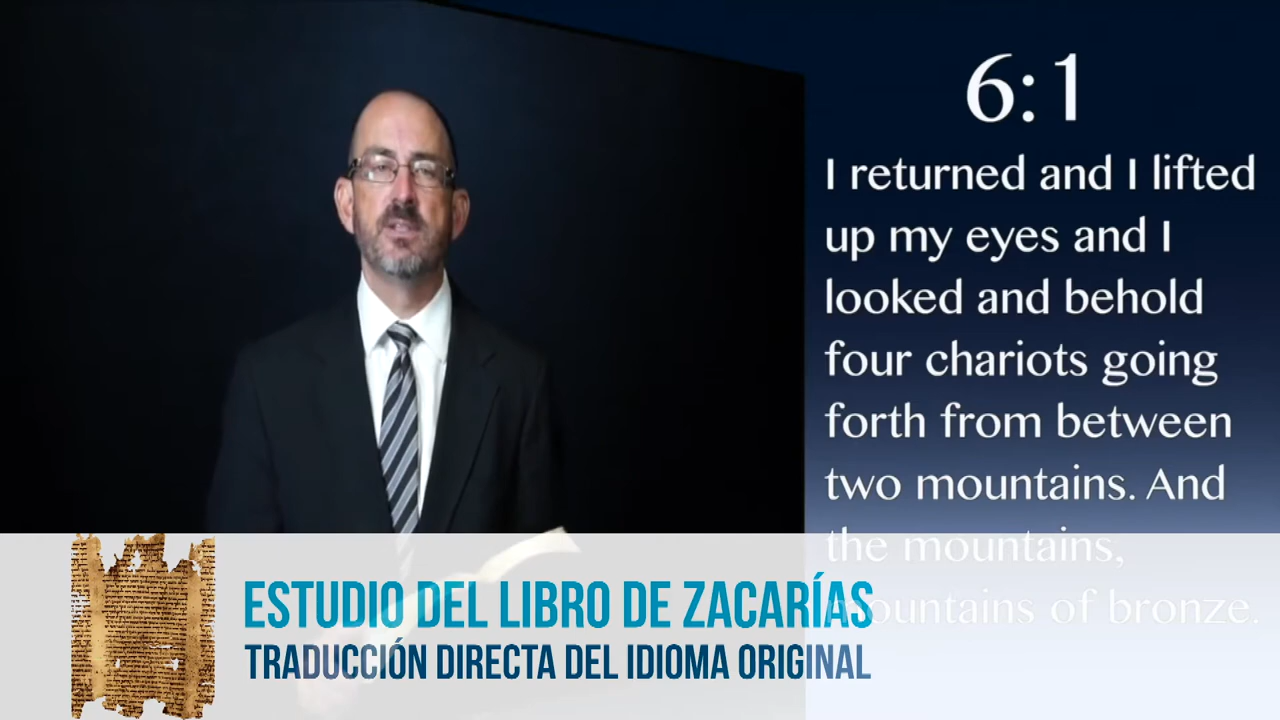 6:1
I returned and I lifted
up my eyes and I
looked and behold
four chariots going
forth from between
two mountains. And
the mountains,
mountains of bronze.
ESTUDIO DEL LIBRO DE ZACARÍAS
TRADUCCIÓN DIRECTA DEL IDIOMA ORIGINAL